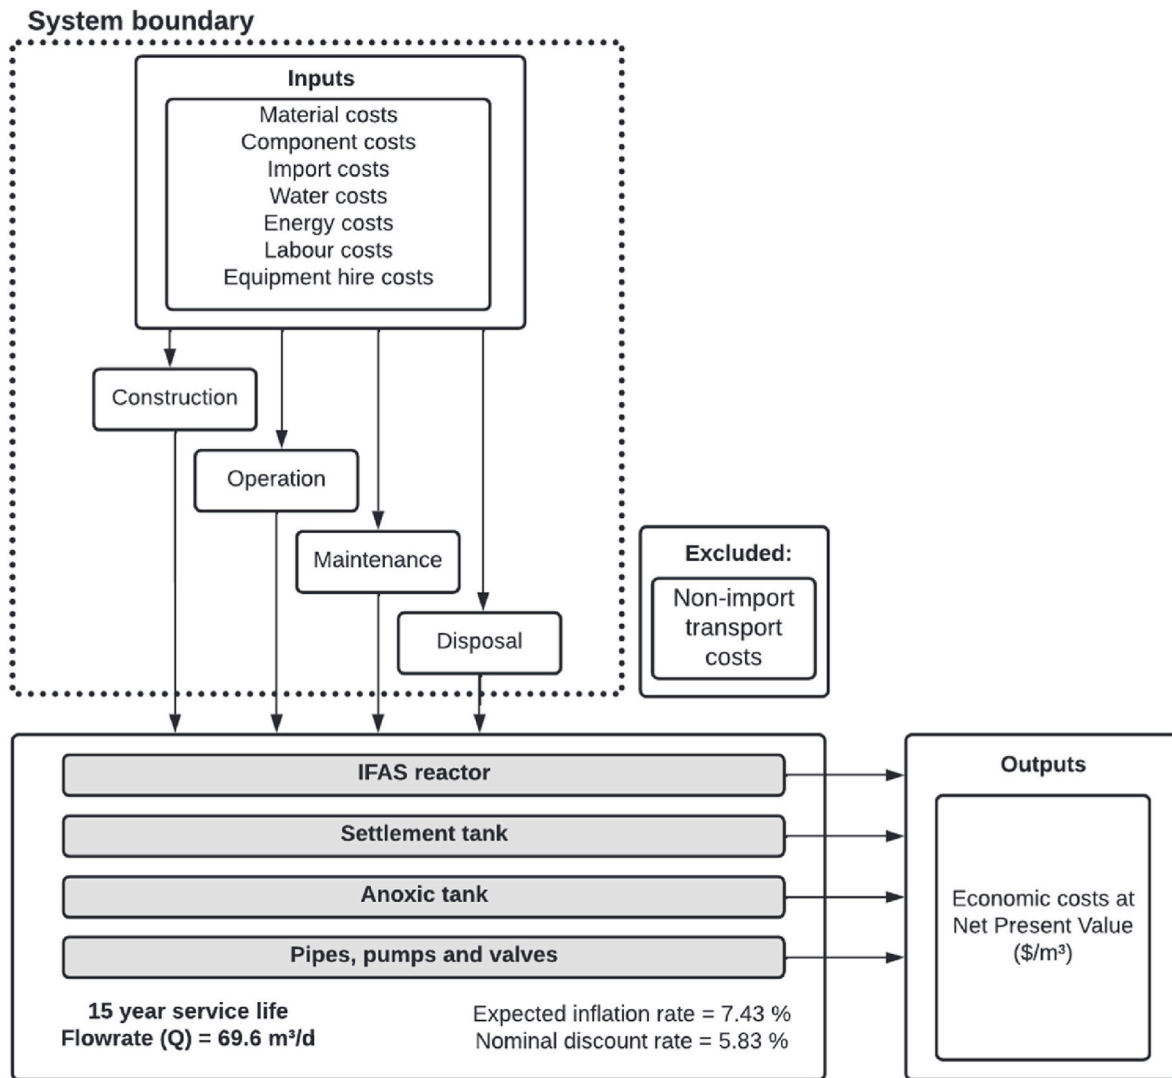 System boundary
Inputs
Material costs
Component costs
Import costs
Water costs
Energy costs
Labour costs
Equipment hire costs
Construction
Operation
Maintenance
Disposal
Excluded:
Non-import
transport
costs
IFAS reactor
Settlement tank
Anoxic tank
Pipes, pumps and valves
15 year service life
Flowrate (Q) = 69.6 m³/d
Expected inflation rate = 7.43 %
Nominal discount rate = 5.83 %
Outputs
Economic costs at
Net Present Value
($/m³)